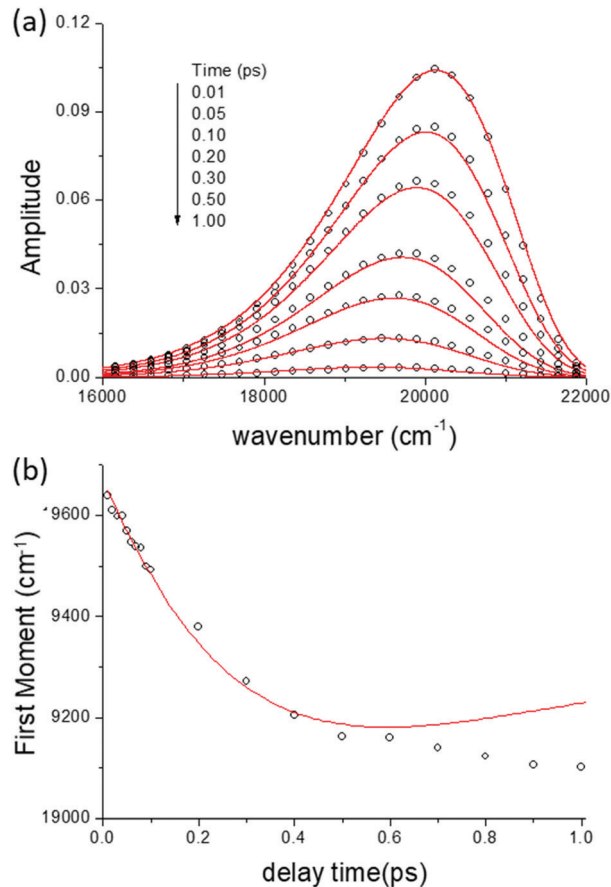 (a)
0.12
0.09
0.06
0.03
0.00
Amplitude
Time (ps)
0.01
0.05
0.10
0.20
0.30
0.50
1.00
16000 18000 20000 22000
wavenumber (cm-1)
(b)
9600
9400
9200
19000
First Moment (cm-1)
0.0 0.2 0.4 0.6 0.8 1.0
delay time(ps)